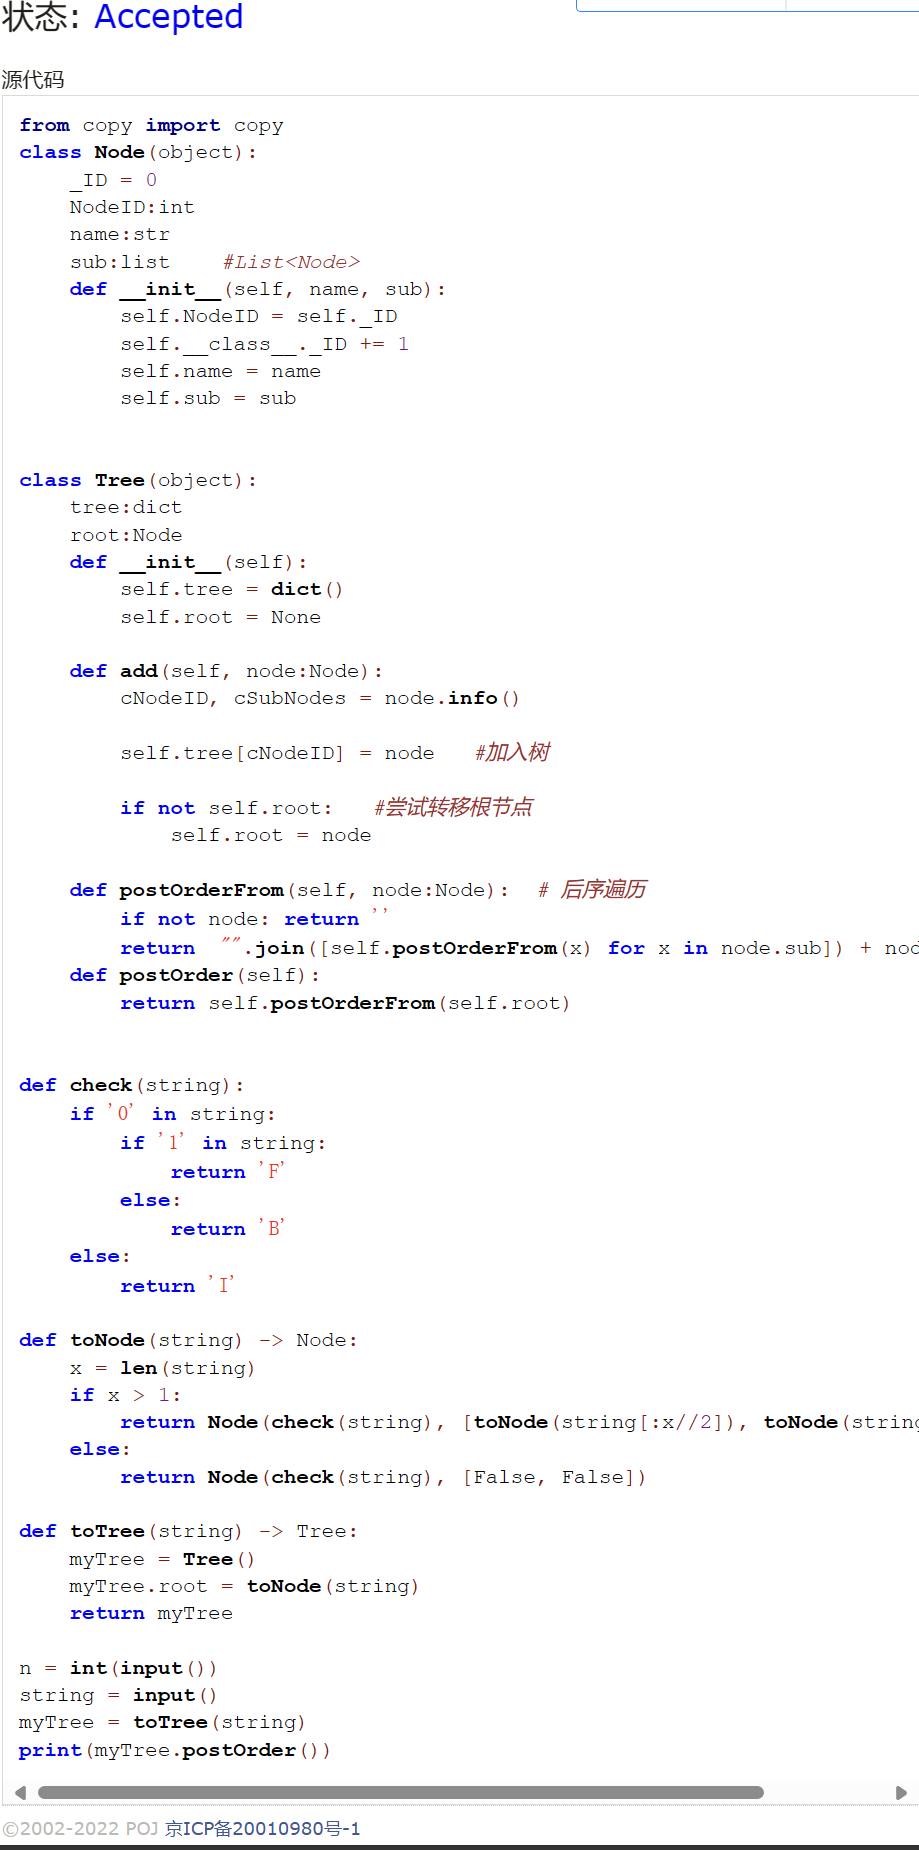 状态: Accepted
源代码
from copy import copy
class Node(object):
    _ID = 0
    NodeID:int
    name:str
    sub:list    #List<Node>
    def __init__(self, name, sub):
        self.NodeID = self._ID
        self.__class__._ID += 1
        self.name = name
        self.sub = sub
class Tree(object):
    tree:dict
    root:Node
    def __init__(self):
        self.tree = dict()
        self.root = None
    def add(self, node:Node):
        cNodeID, cSubNodes = node.info()
        self.tree[cNodeID] = node   #加入树
        if not self.root:   #尝试转移根节点
            self.root = node
    def postOrderFrom(self, node:Node):  # 后序遍历
        if not node: return ''
        return  "".join([self.postOrderFrom(x) for x in node.sub]) + nod
    def postOrder(self):
        return self.postOrderFrom(self.root)
def check(string):
    if '0' in string:
        if '1' in string:
            return 'F'
        else:
            return 'B'
    else:
        return 'I'
def toNode(string) -> Node:
    x = len(string)
    if x > 1:
        return Node(check(string), [toNode(string[:x//2]), toNode(string
    else:
        return Node(check(string), [False, False])
def toTree(string) -> Tree:
    myTree = Tree()
    myTree.root = toNode(string)
    return myTree
n = int(input())
string = input()
myTree = toTree(string)
print(myTree.postOrder())
©2002-2022 POJ 京ICP备20010980号-1